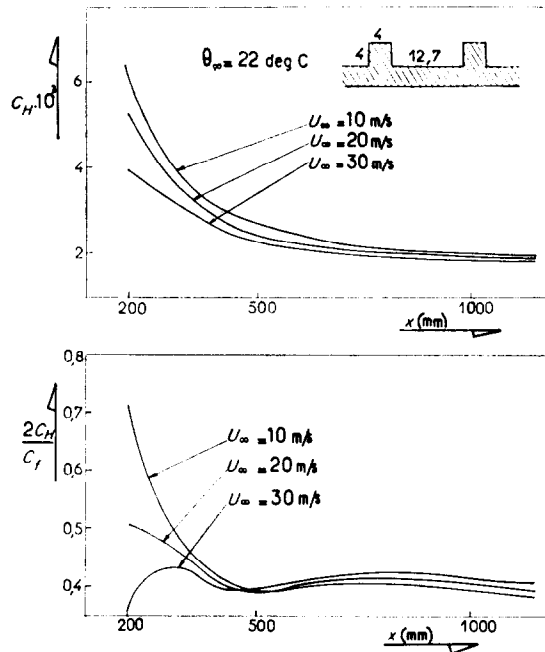 6
4
2
C_H.10³
θ∞ = 22 deg C
4
4
12,7
U∞ = 10 m/s
U∞ = 20 m/s
U∞ = 30 m/s
200
500
1000
x (mm)
0,8
0,7
0,6
0,5
0,4
2C_H
C_f
U∞ = 10 m/s
U∞ = 20 m/s
U∞ = 30 m/s
200
500
1000
x (mm)